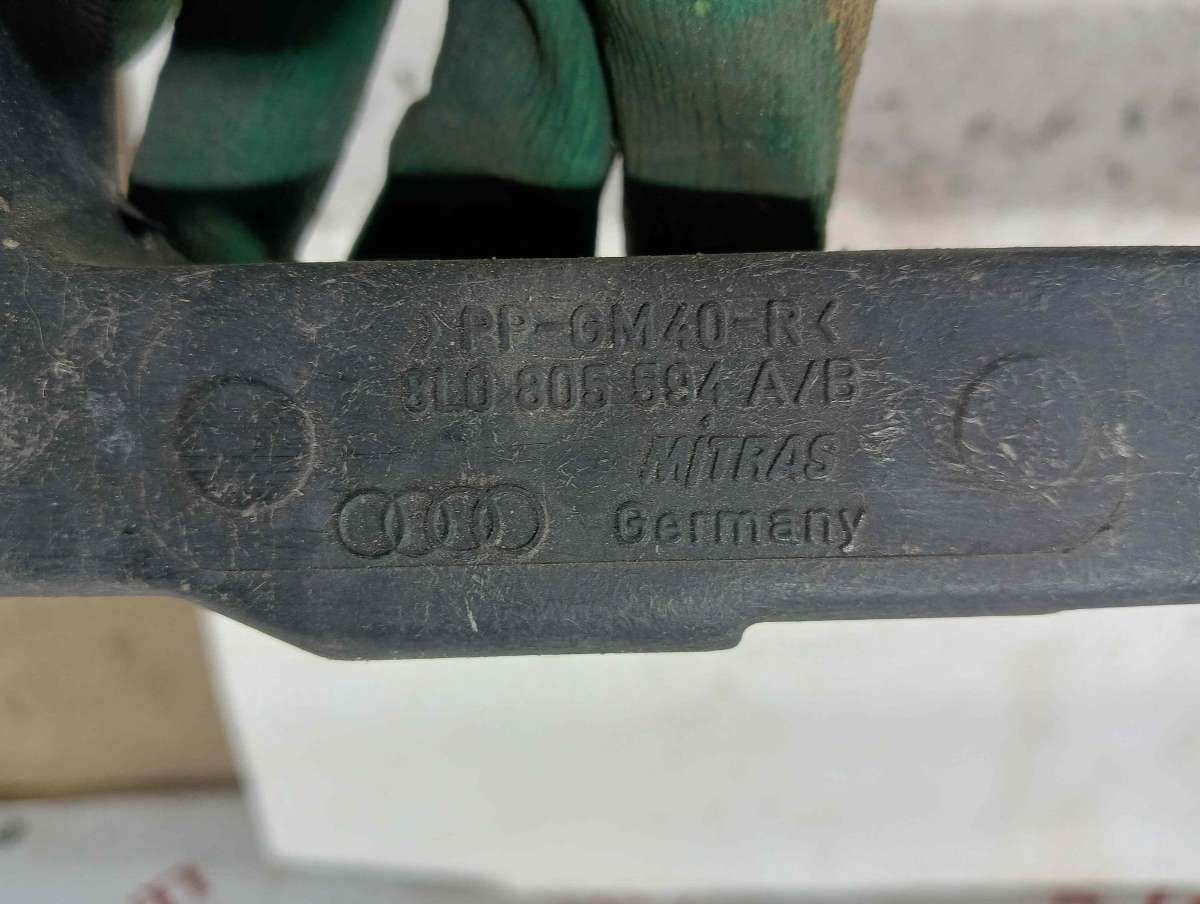 >PP-GM40-R<
8L0 805 594 A/B
MITRAS
Germany